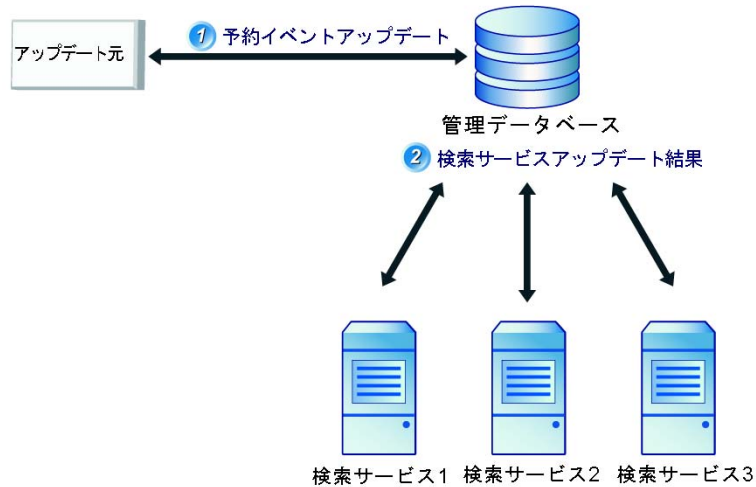 ① 予約イベントアップデート
アップデート元
管理データベース
② 検索サービスアップデート結果
検索サービス1 検索サービス2 検索サービス3